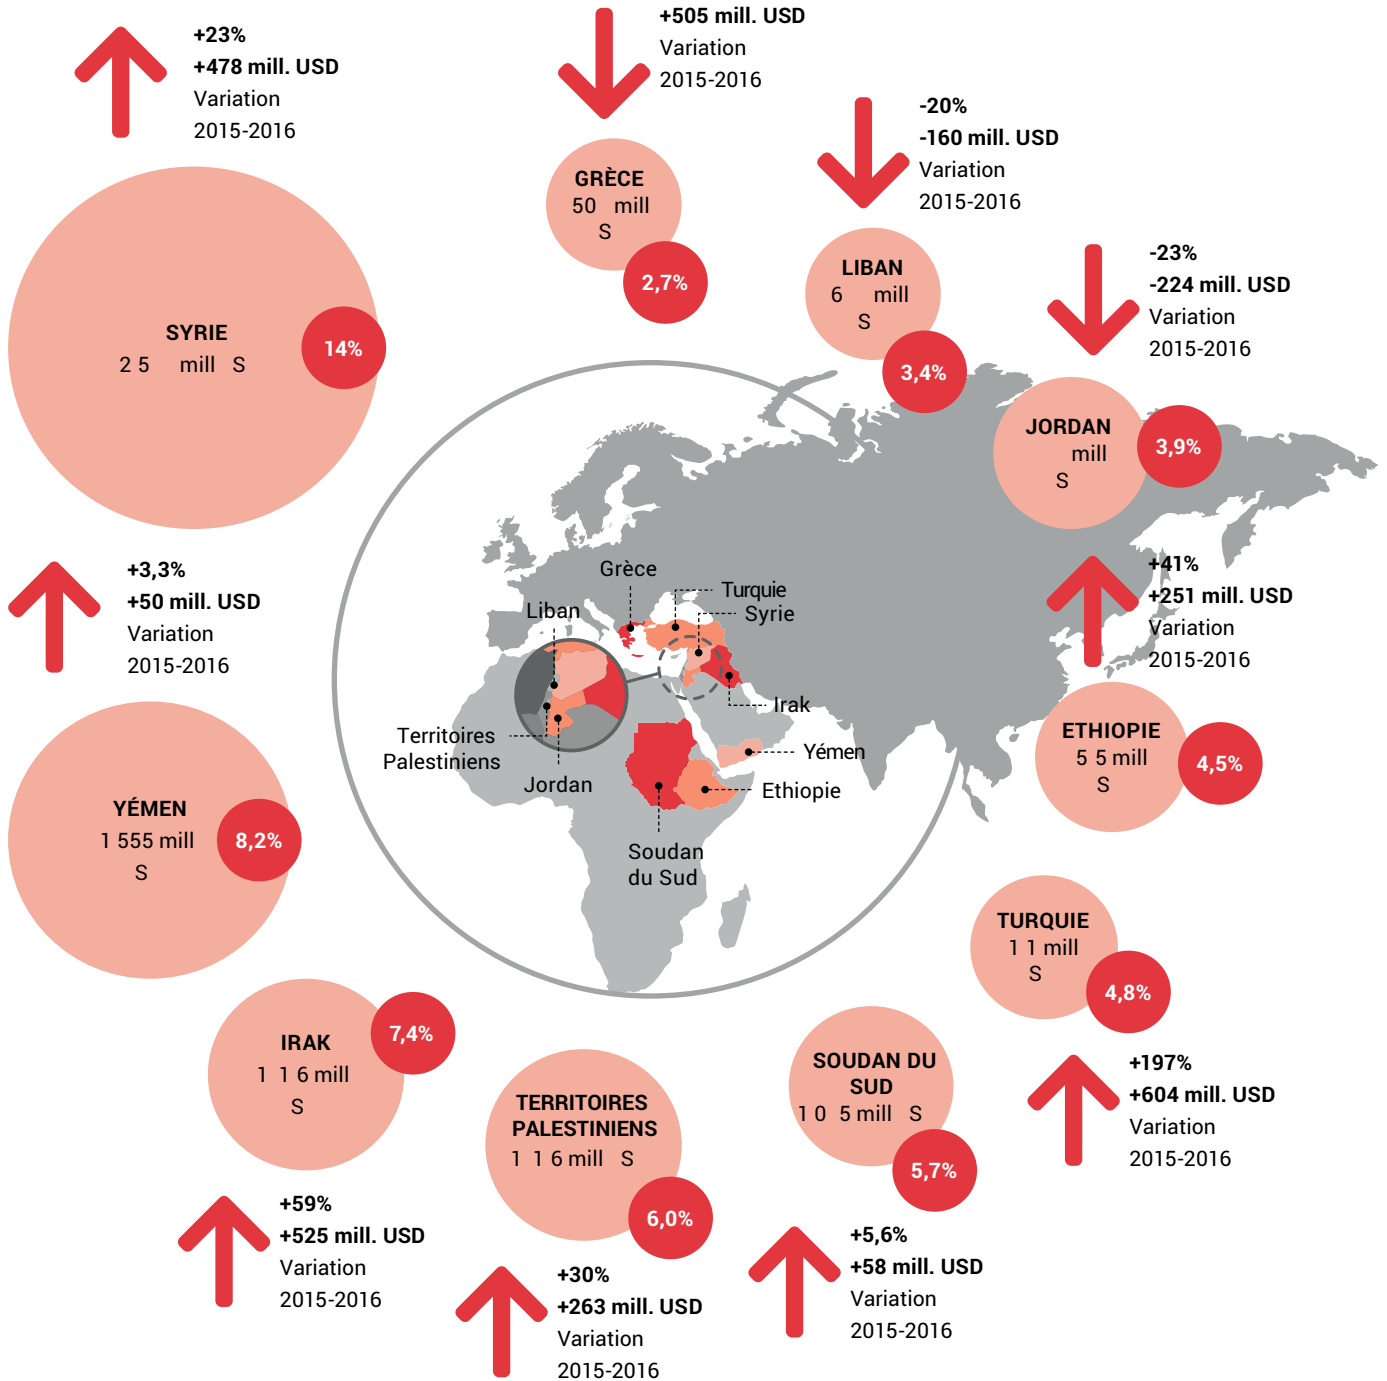 +23%
+478 mill. USD
Variation
2015-2016
+505 mill. USD
Variation
2015-2016
-20%
-160 mill. USD
Variation
2015-2016
-23%
-224 mill. USD
Variation
2015-2016
GRÈCE
50 mill
S
2,7%
LIBAN
6 mill
S
3,4%
SYRIE
2 5 mill S
14%
JORDAN
mill
S
3,9%
+3,3%
+50 mill. USD
Variation
2015-2016
+41%
+251 mill. USD
Variation
2015-2016
Grèce
Turquie
Liban
Syrie
Irak
Territoires
Palestiniens
Yémen
Jordan
Ethiopie
Soudan
du Sud
ETHIOPIE
5 5 mill
S
4,5%
YÉMEN
1 555 mill
S
8,2%
TURQUIE
1 1 mill
S
4,8%
IRAK
1 1 6 mill
S
7,4%
TERRITOIRES
PALESTINIENS
1 1 6 mill S
6,0%
SOUDAN DU
SUD
1 0 5 mill S
5,7%
+197%
+604 mill. USD
Variation
2015-2016
+59%
+525 mill. USD
Variation
2015-2016
+30%
+263 mill. USD
Variation
2015-2016
+5,6%
+58 mill. USD
Variation
2015-2016